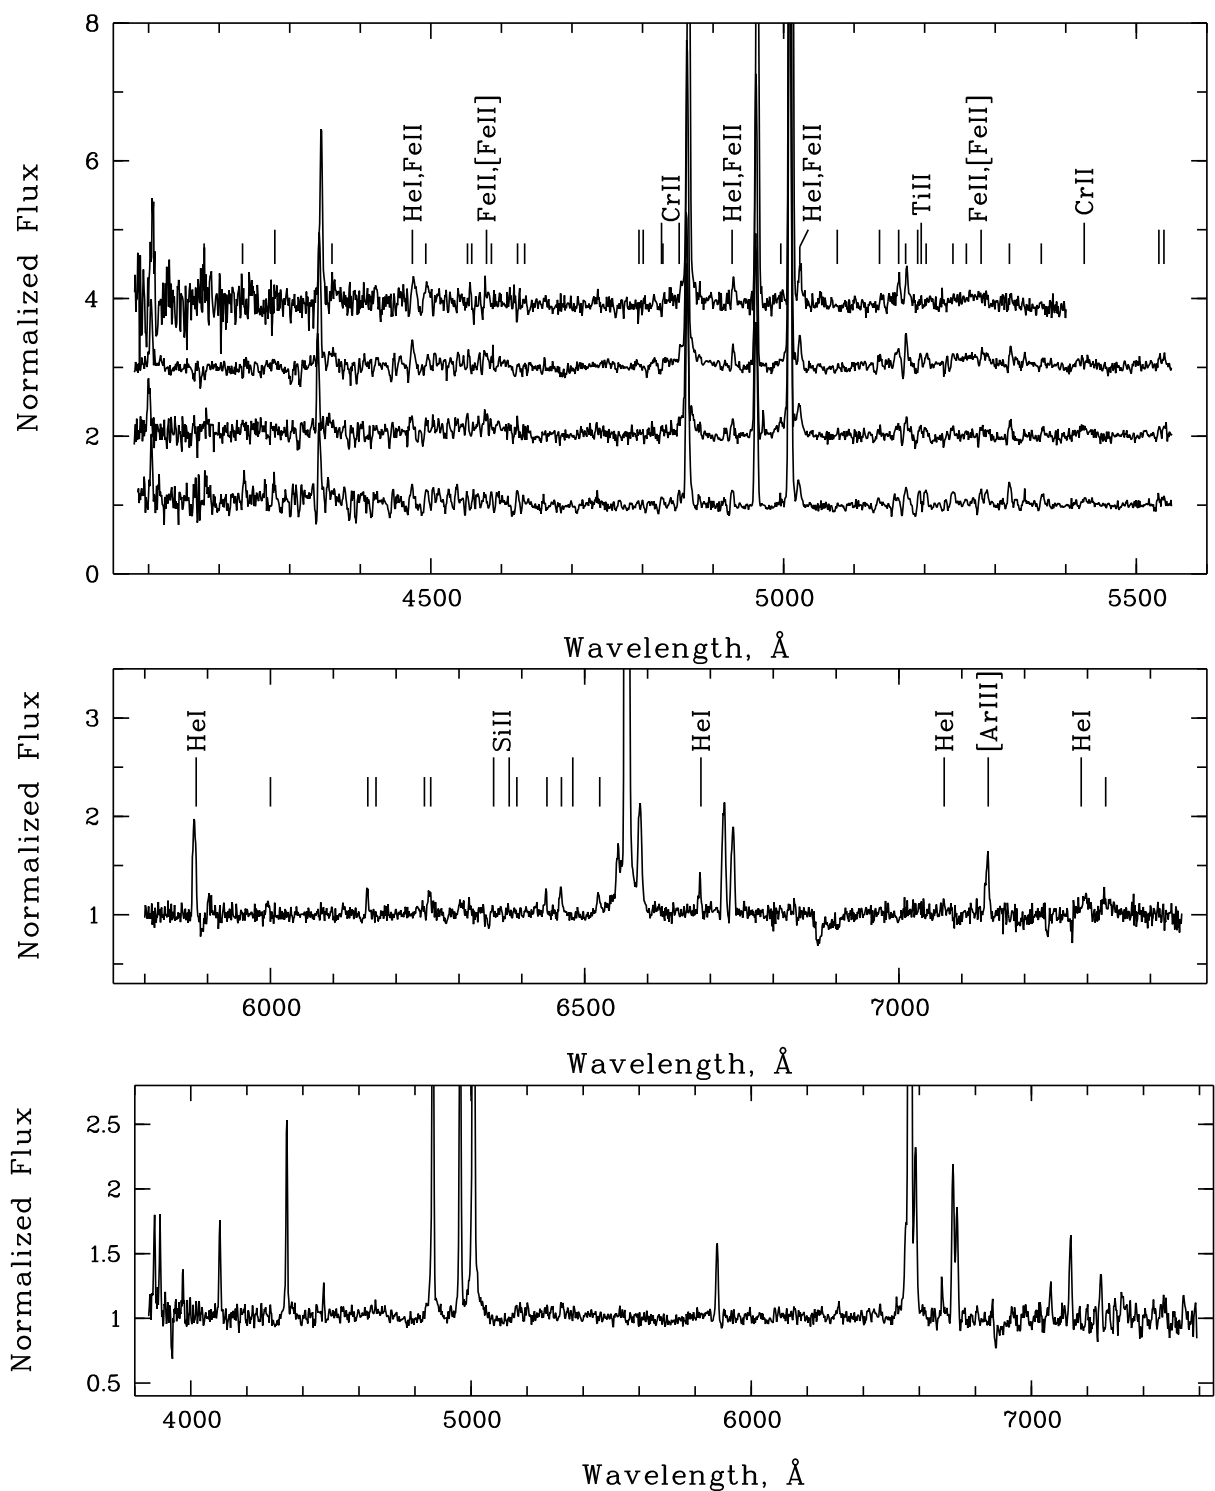 8
6
4
2
0
Normalized Flux
HeI,FeII
FeII,[FeII]
CrII
HeI,FeII
HeI,FeII
TiII
FeII,[FeII]
CrII
4500 5000 5500
Wavelength, Å
3
2
1
Normalized Flux
HeI
SiII
HeI
HeI
[ArIII]
HeI
6000 6500 7000
Wavelength, Å
2.5
2
1.5
1
0.5
Normalized Flux
4000 5000 6000 7000
Wavelength, Å